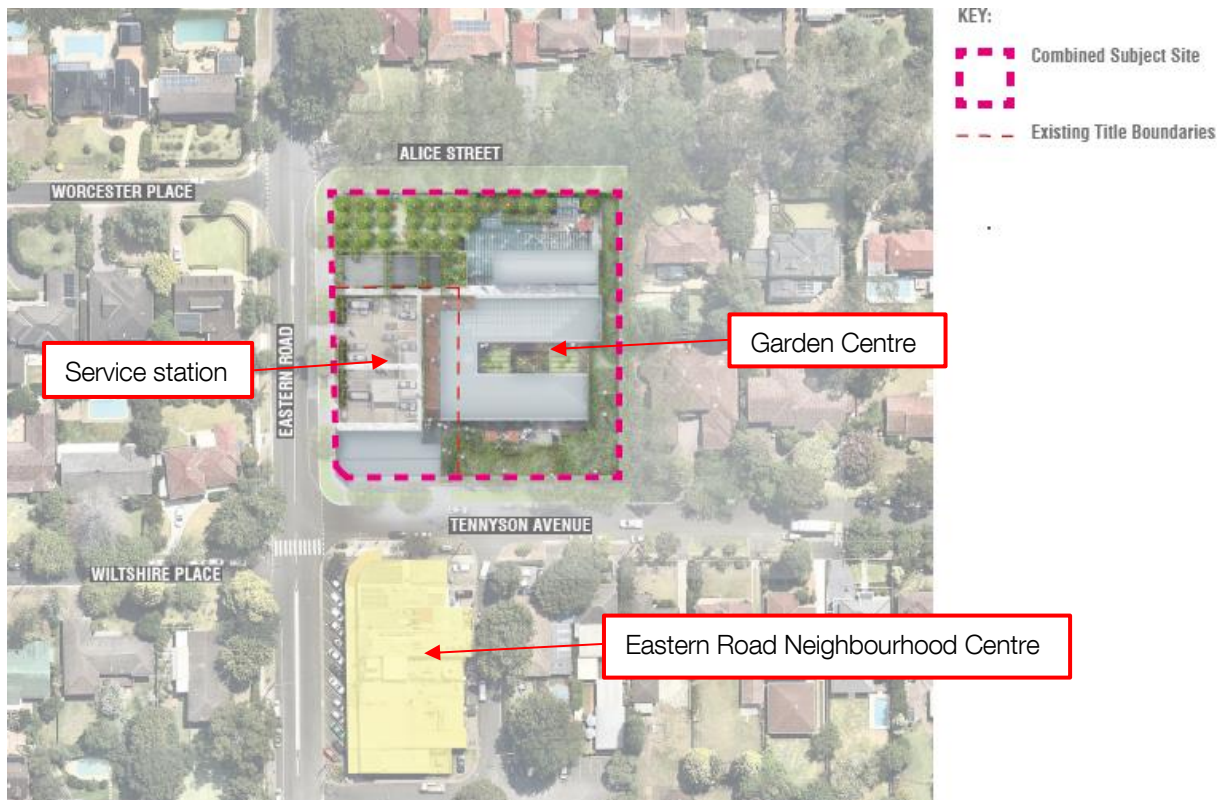 KEY:
Combined Subject Site
Existing Title Boundaries
ALICE STREET
WORCESTER PLACE
EASTERN ROAD
Service station
Garden Centre
TENNYSON AVENUE
WILTSHIRE PLACE
Eastern Road Neighbourhood Centre